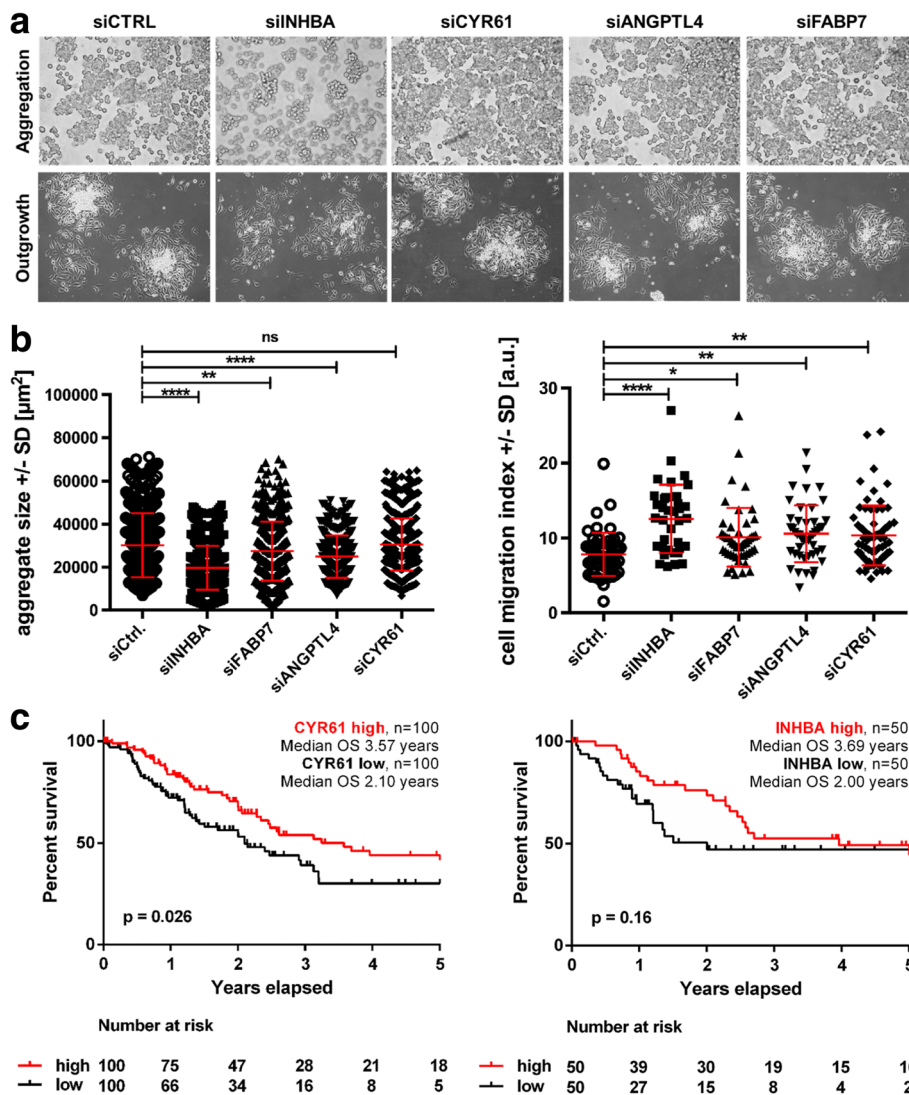 a
siCTRL siINHBA siCYR61 siANGPTL4 siFABP7
Aggregation
Outgrowth
b
ns
****
**
****
aggregate size +/- SD [µm²]
100000
80000
60000
40000
20000
0
siCtrl. siINHBA siFABP7 siANGPTL4 siCYR61
**
**
*
****
cell migration index +/- SD [a.u.]
30
20
10
0
siCtrl. siINHBA siFABP7 siANGPTL4 siCYR61
c
CYR61 high, n=100
Median OS 3.57 years
CYR61 low, n=100
Median OS 2.10 years
Percent survival
100
50
0
p = 0.026
0 1 2 3 4 5
Years elapsed
Number at risk
high 100 75 47 28 21 18
low 100 66 34 16 8 5
INHBA high, n=50
Median OS 3.69 years
INHBA low, n=50
Median OS 2.00 years
Percent survival
100
50
0
p = 0.16
0 1 2 3 4 5
Years elapsed
Number at risk
high 50 39 30 19 15
low 50 27 15 8 4 2